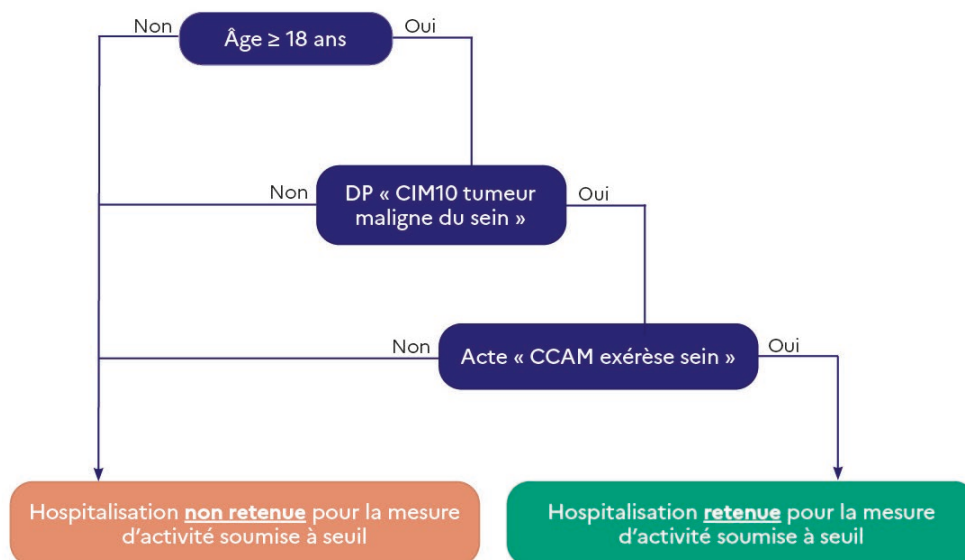 Non
Âge ≥ 18 ans
Oui
Non
DP « CIM10 tumeur
maligne du sein »
Oui
Non
Acte « CCAM exérèse sein »
Oui
Hospitalisation non retenue pour la mesure
d’activité soumise à seuil
Hospitalisation retenue pour la mesure
d’activité soumise à seuil